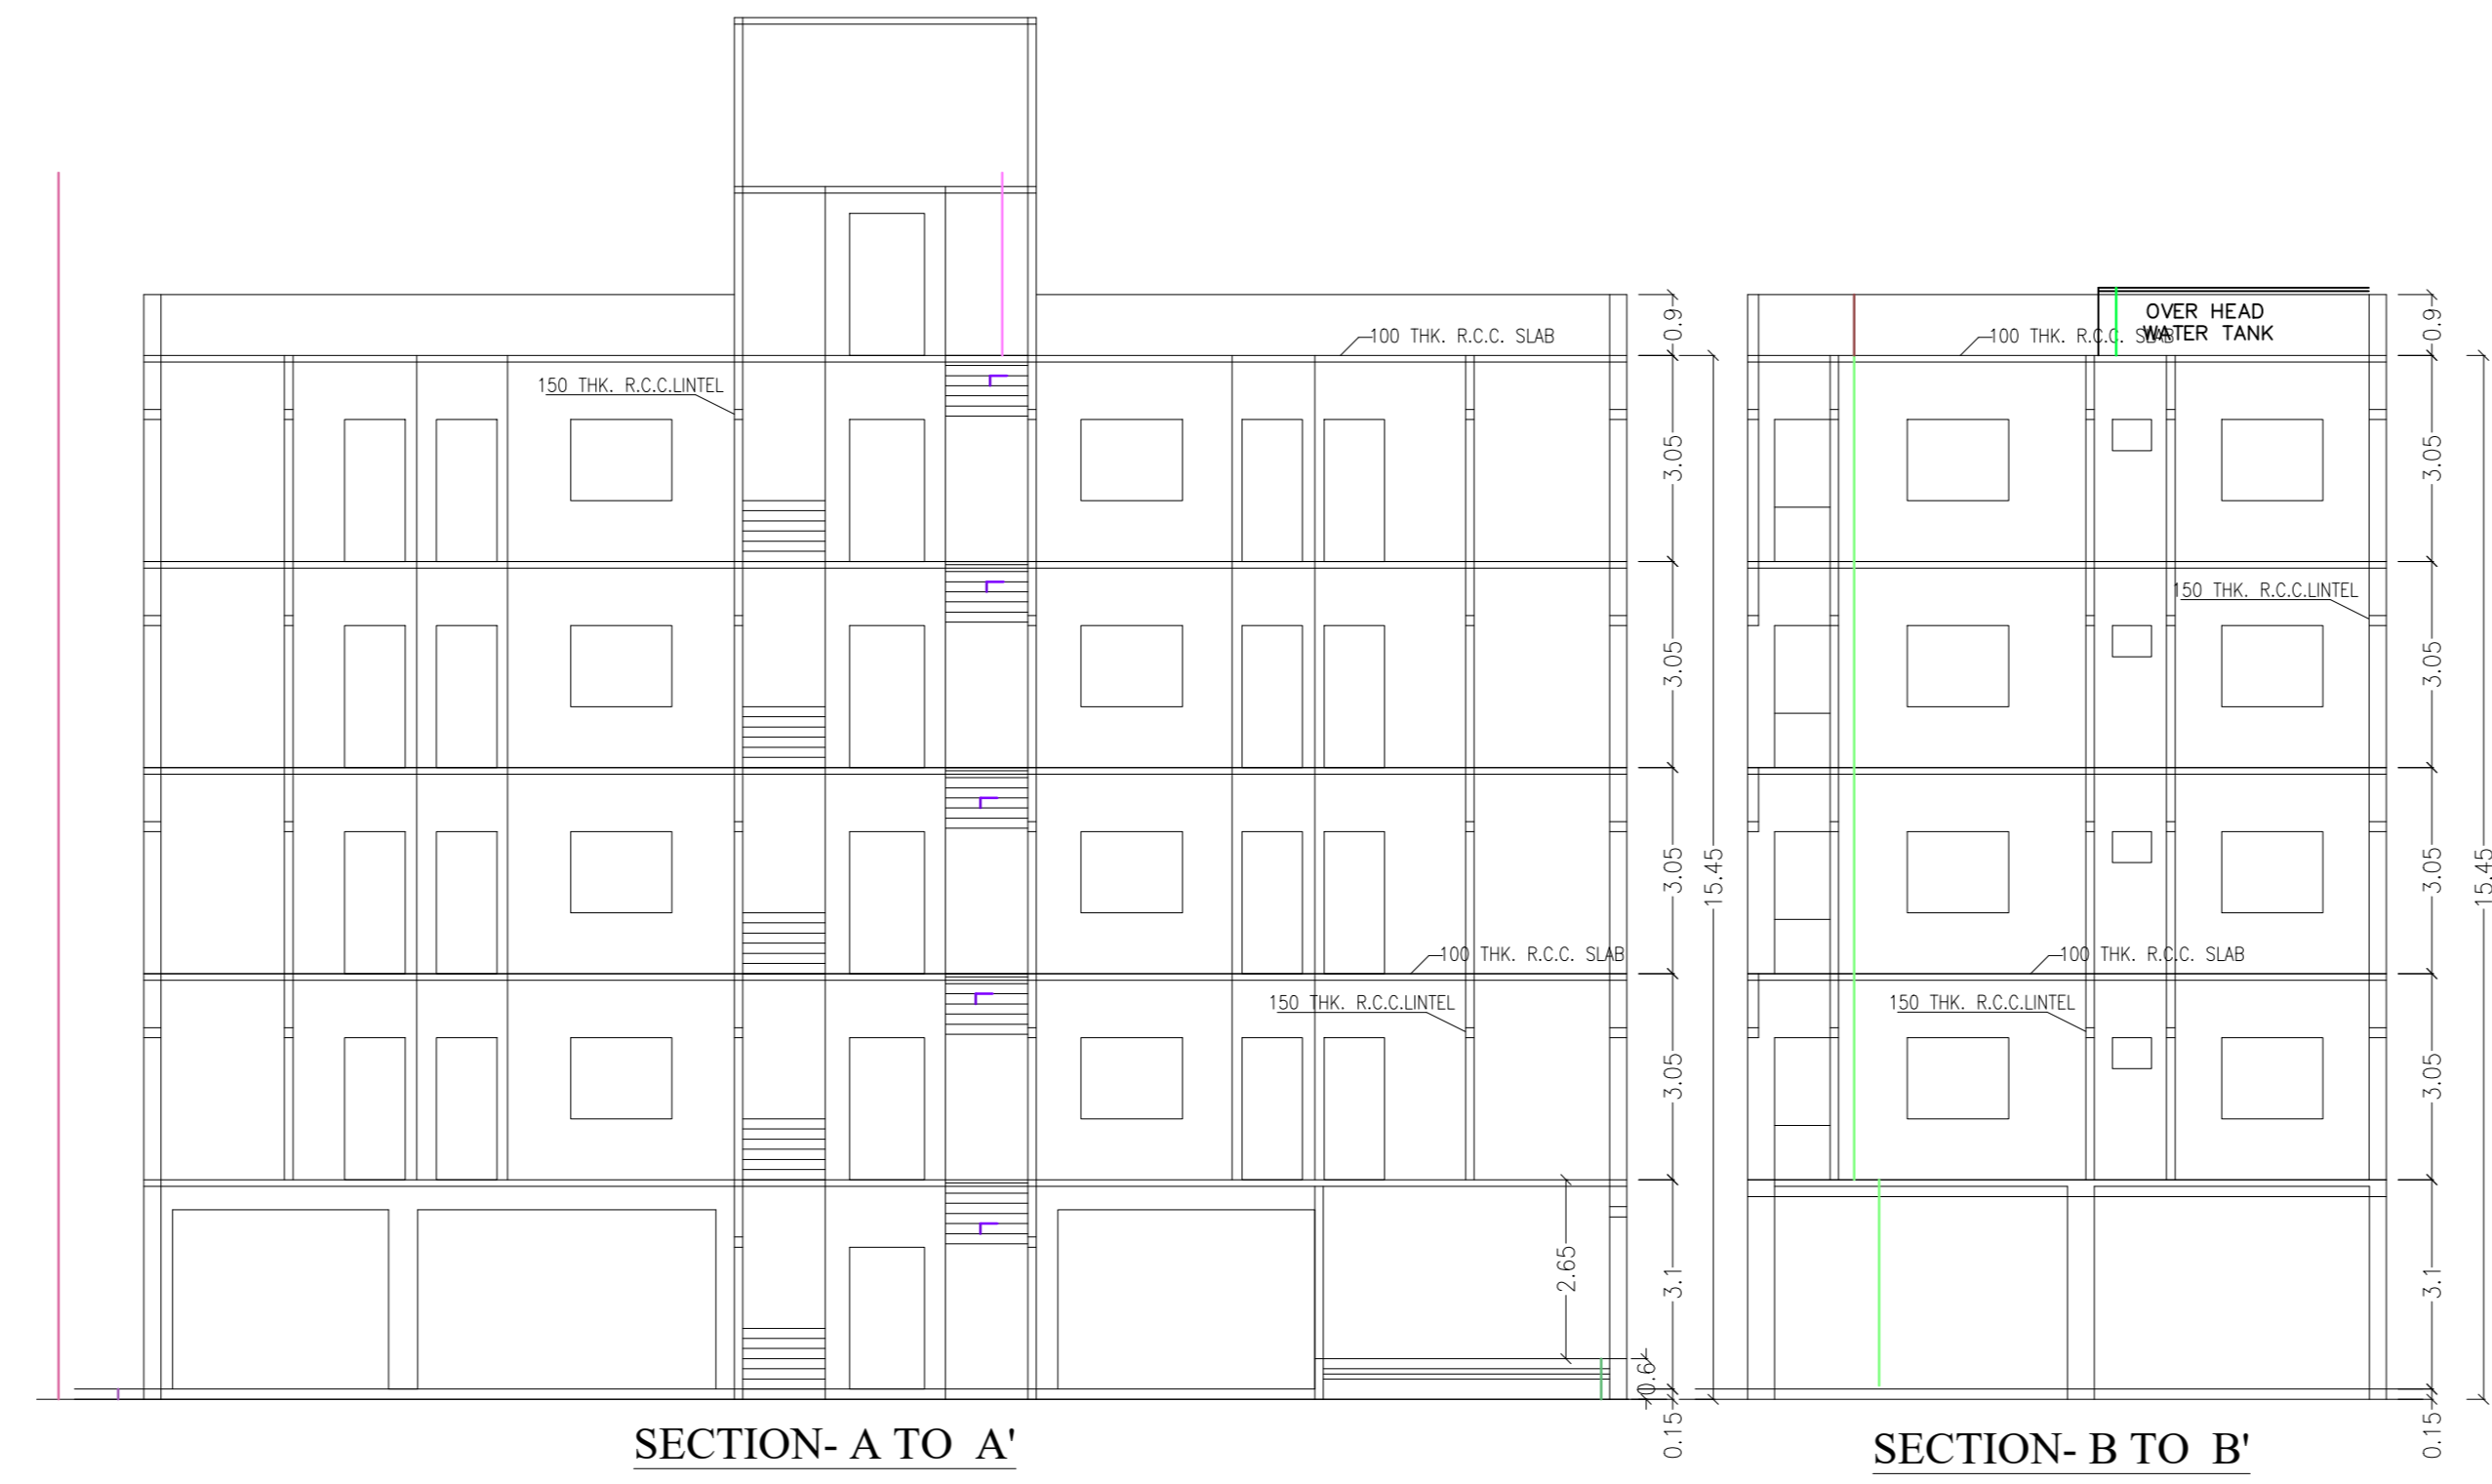 OVER HEAD
WATER TANK
100 THK. R.C.C. SLAB
100 THK. R.C.C. SLAB
150 THK. R.C.C.LINTEL
0.9
0.9
3.05
3.05
150 THK. R.C.C.LINTEL
3.05
3.05
15.45
15.45
3.05
3.05
100 THK. R.C.C. SLAB
100 THK. R.C.C. SLAB
150 THK. R.C.C.LINTEL
150 THK. R.C.C.LINTEL
3.05
3.05
2.65
3.1
3.1
0.6
0.15
0.15
SECTION- A TO A'
SECTION- B TO B'